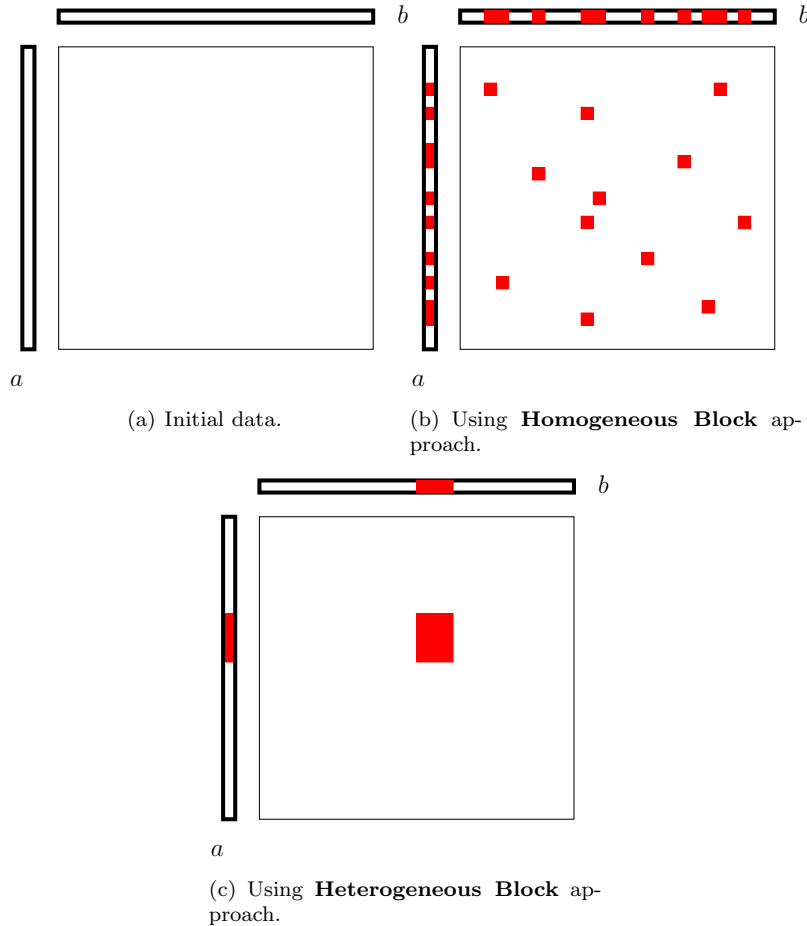 b
b
a
a
(a) Initial data.
(b) Using Homogeneous Block ap-
proach.
b
a
(c) Using Heterogeneous Block ap-
proach.